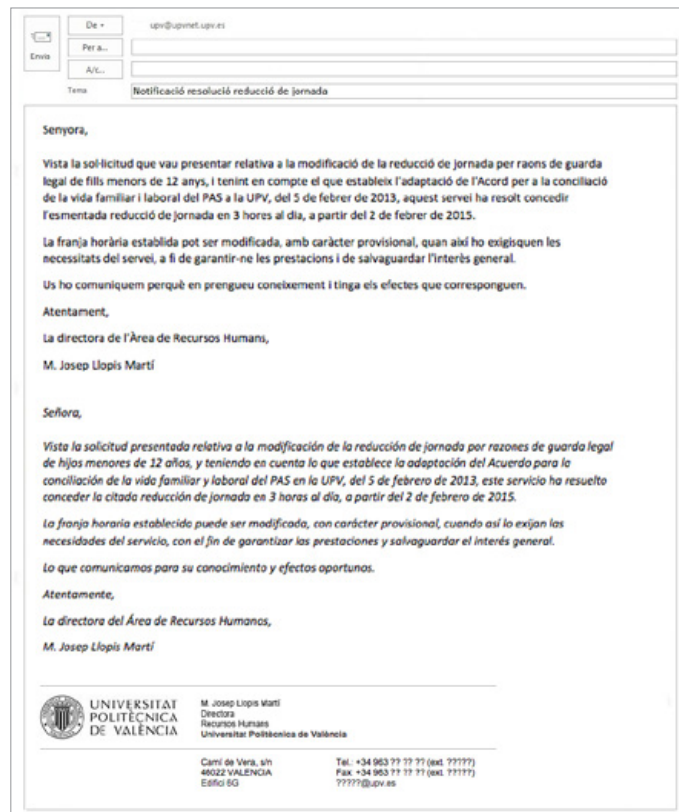 De
upv@upvnet.upv.es
Envia
Per a...
A/c...
Tema
Notificació resolució reducció de jornada
Senyora,
Vista la sol·licitud que vau presentar relativa a la modificació de la reducció de jornada per raons de guarda
legal de fills menors de 12 anys, i tenint en compte el que estableix l'adaptació de l'Acord per a la conciliació
de la vida familiar i laboral del PAS a la UPV, del 5 de febrer de 2013, aquest servei ha resolt concedir
l'esmentada reducció de jornada en 3 hores al dia, a partir del 2 de febrer de 2015.
La franja horària establida pot ser modificada, amb caràcter provisional, quan així ho exigisquen les
necessitats del servei, a fi de garantir-ne les prestacions i de salvaguardar l'interés general.
Us ho comuniquem perquè en prengueu coneixement i tinga els efectes que corresponguen.
Atentament,
La directora de l'Àrea de Recursos Humans,
M. Josep Llopis Martí
Señora,
Vista la solicitud presentada relativa a la modificación de la reducción de jornada por razones de guarda legal
de hijos menores de 12 años, y teniendo en cuenta lo que establece la adaptación del Acuerdo para la
conciliación de la vida familiar y laboral del PAS en la UPV, del 5 de febrero de 2013, este servicio ha resuelto
conceder la citada reducción de jornada en 3 horas al día, a partir del 2 de febrero de 2015.
La franja horaria establecida puede ser modificada, con carácter provisional, cuando así lo exijan las
necesidades del servicio, con el fin de garantizar las prestaciones y salvaguardar el interés general.
Lo que comunicamos para su conocimiento y efectos oportunos.
Atentamente,
La directora del Área de Recursos Humanos,
M. Josep Llopis Martí
UNIVERSITAT
POLITÈCNICA
DE VALÈNCIA
M. Josep Llopis Martí
Directora
Recursos Humans
Universitat Politècnica de València
Camí de Vera, s/n
46022 VALENCIA
Edifici 6G
Tel.: +34 963 ?? ?? ?? (ext. ?????)
Fax: +34 963 ?? ?? ?? (ext. ?????)
?????@upv.es